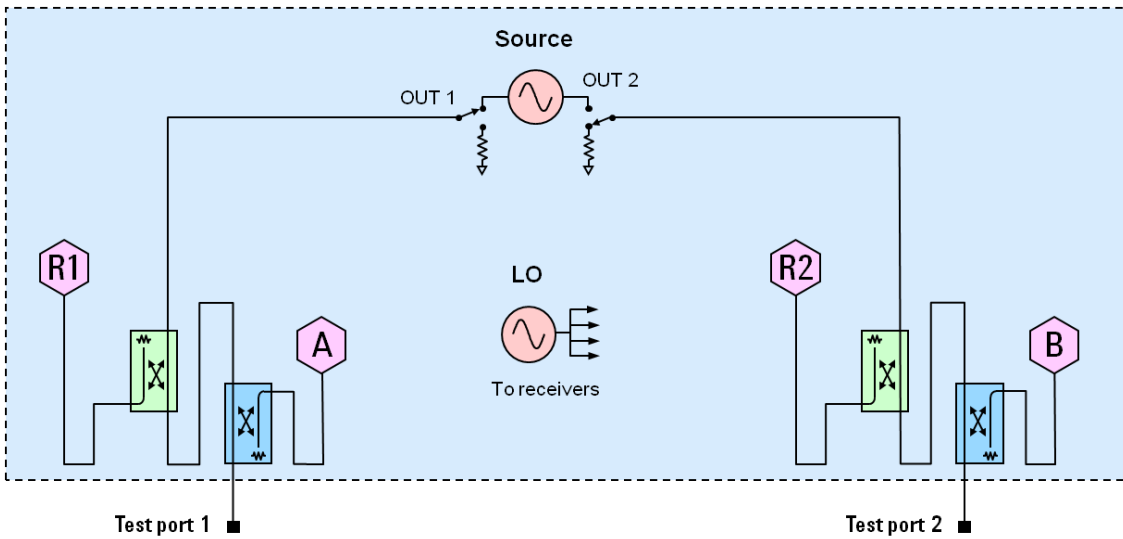 Source
OUT 1
OUT 2
R1
R2
LO
A
B
To receivers
Test port 1
Test port 2